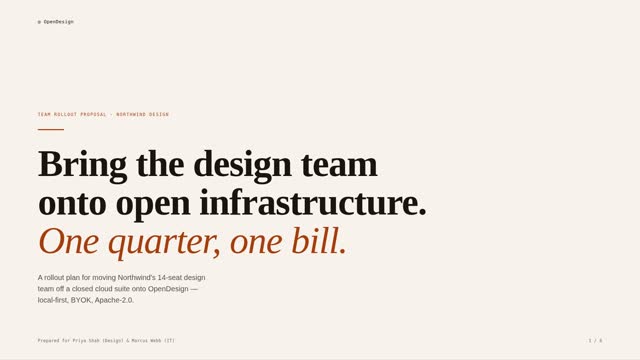 ◎ OpenDesign
TEAM ROLLOUT PROPOSAL · NORTHWIND DESIGN
Bring the design team
onto open infrastructure.
One quarter, one bill.
A rollout plan for moving Northwind's 14-seat design
team off a closed cloud suite onto OpenDesign —
local-first, BYOK, Apache-2.0.
Prepared for Priya Shah (Design) & Marcus Webb (IT)
1 / 6